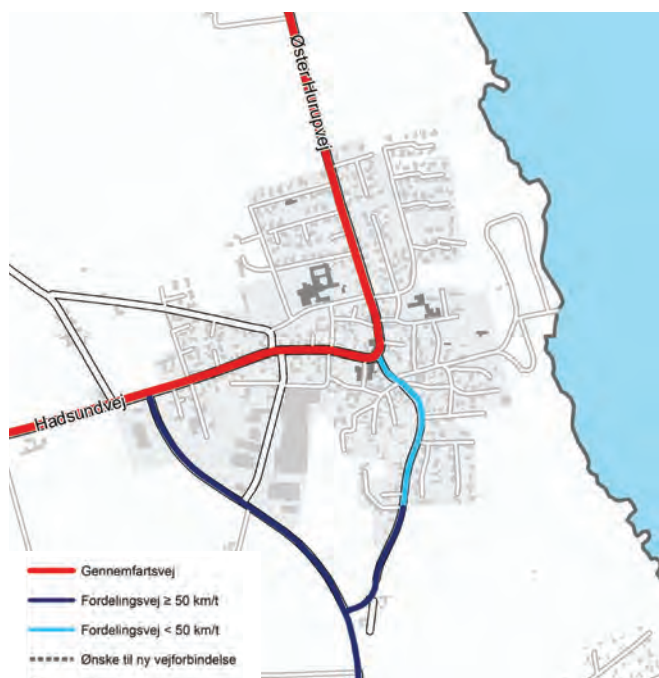 Øster Hurupvej
Hadsundvej
Gennemfartsvej
Fordelingsvej ≥ 50 km/t
Fordelingsvej < 50 km/t
Ønske til ny vejforbindelse